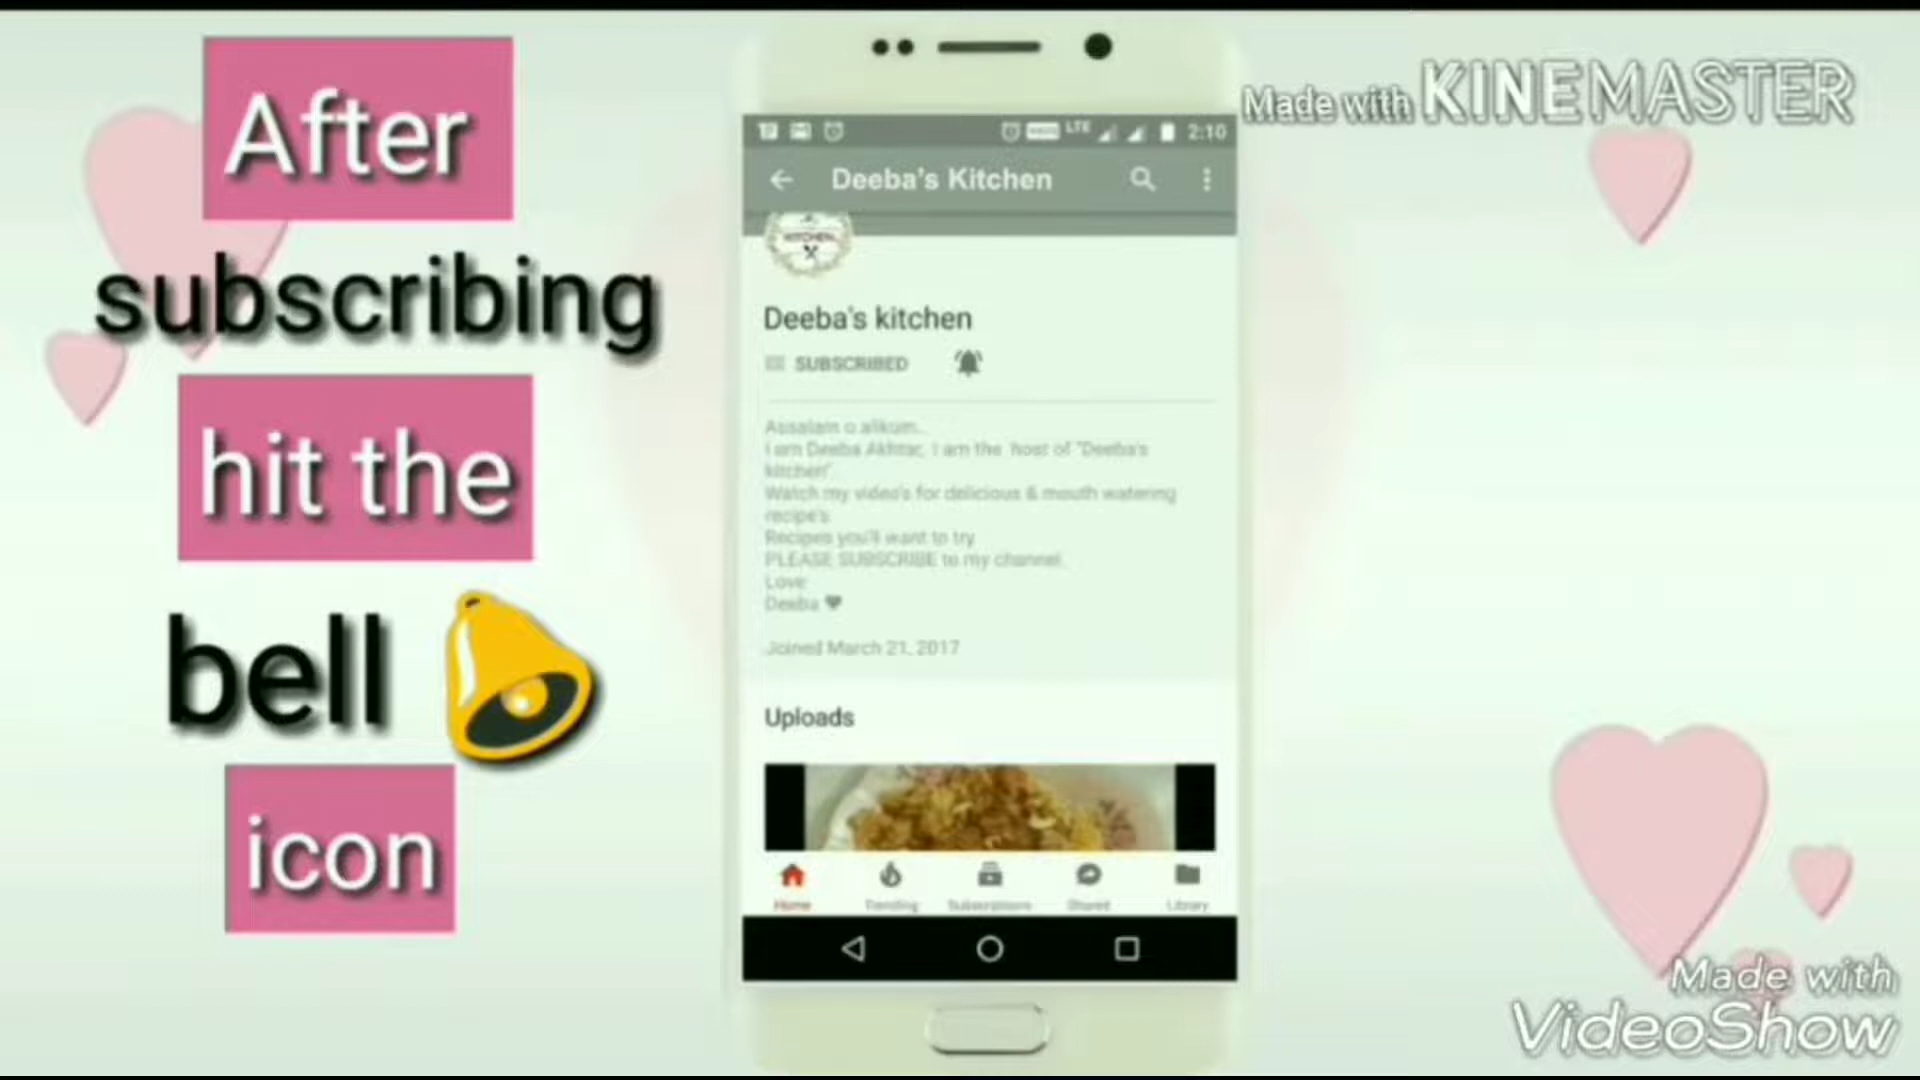 After
subscribing
hit the
bell
icon
Made with KINEMASTER
LTE 2:10
Deeba's Kitchen
KITCHEN
Deeba's kitchen
SUBSCRIBED
Assalam o alikum..
I am Deeba Akhtar, I am the host of "Deeba's
kitchen"
Watch my video's for delicious & mouth watering
recipe's
Recipes you'll want to try
PLEASE SUBSCRIBE to my channel.
Love
Deeba
Joined March 21, 2017
Uploads
Home Trending Subscriptions Shared Library
Made with
VideoShow